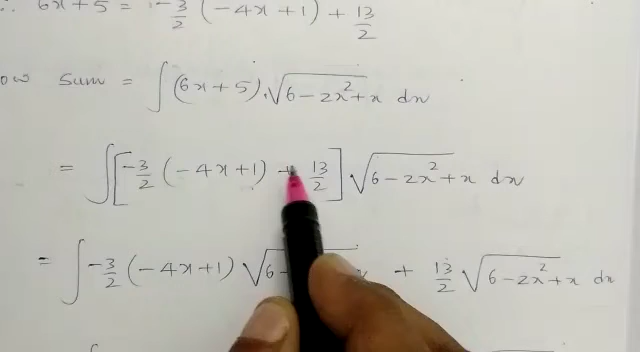 ∴ 6x+5 = -3/2 (-4x+1) + 13/2
Now Sum = ∫(6x+5).√(6-2x²+x) dx
= ∫[-3/2 (-4x+1) + 13/2] √(6-2x²+x) dx
= ∫ -3/2 (-4x+1) √6- x + 13/2 √(6-2x²+x) dx